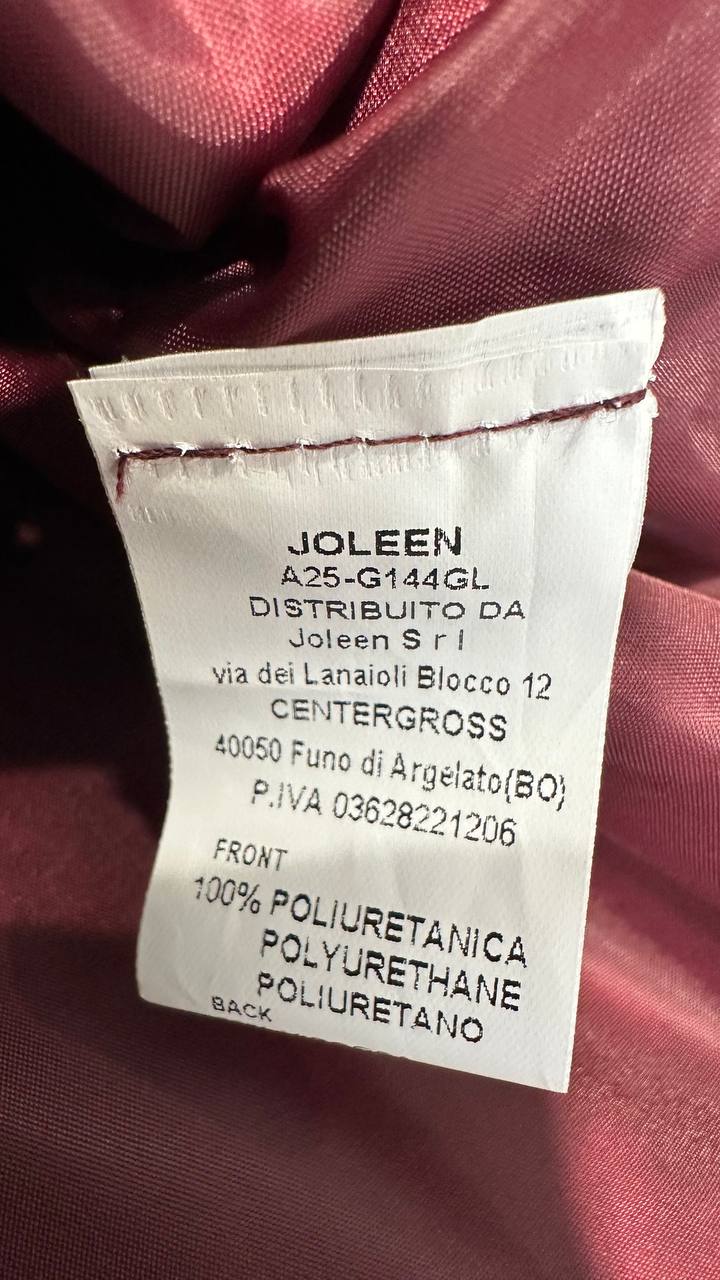 JOLEEN
A25-G144GL
DISTRIBUITO DA
Joleen S r l
via dei Lanaioli Blocco 12
CENTERGROSS
40050 Funo di Argelato(BO)
P.IVA 03628221206
FRONT
100% POLIURETANICA
POLYURETHANE
POLIURETANO
BACK